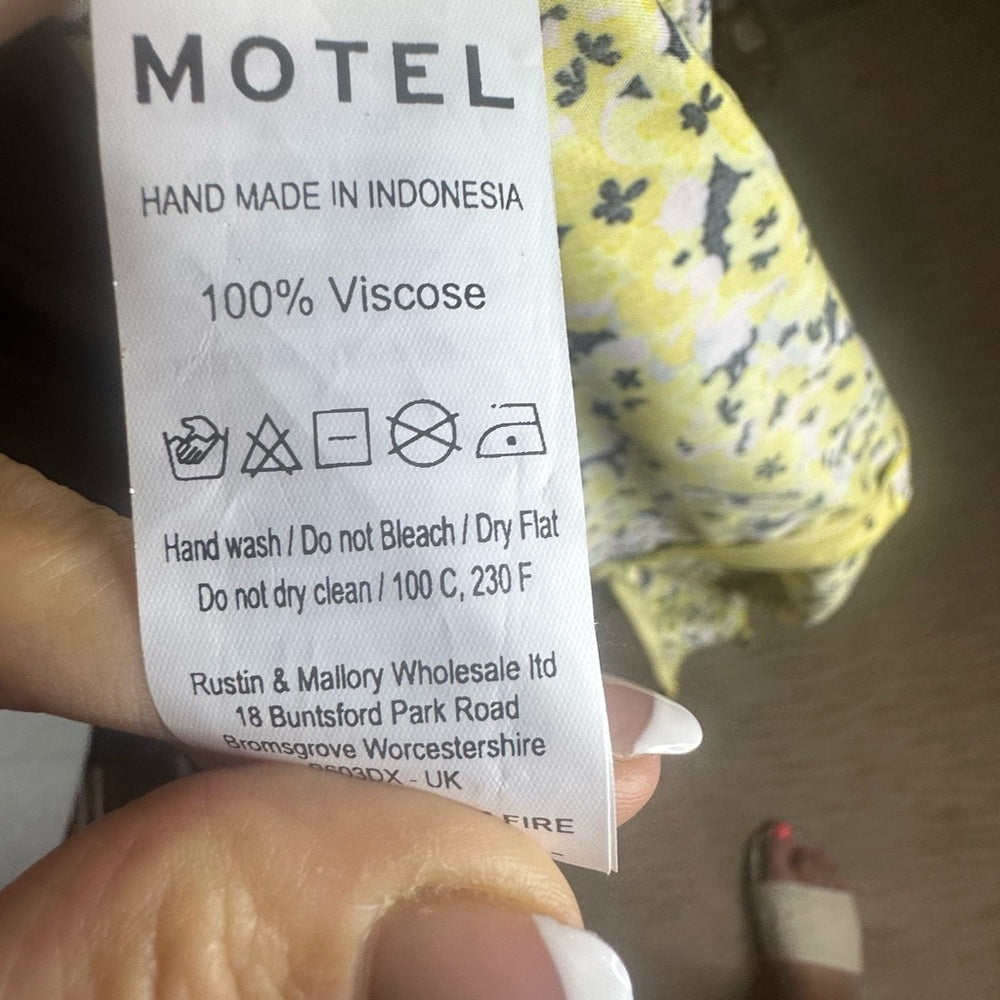 MOTEL
HAND MADE IN INDONESIA
100% Viscose
Hand wash / Do not Bleach / Dry Flat
Do not dry clean / 100 C, 230 F
Rustin & Mallory Wholesale ltd
18 Buntsford Park Road
Bromsgrove Worcestershire
- UK
FIRE